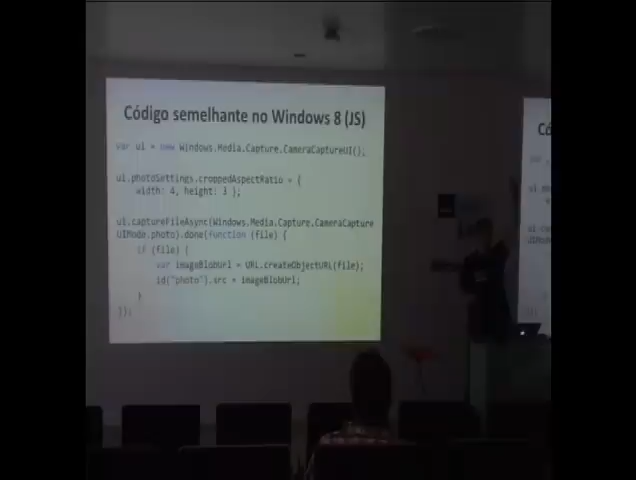 Código semelhante no Windows 8 (JS)
var ui = new Windows.Media.Capture.CameraCaptureUI();
ui.photoSettings.croppedAspectRatio = {
width: 4, height: 3 };
ui.captureFileAsync(Windows.Media.Capture.CameraCapture
UIMode.photo).done(function (file) {
if (file) {
var imageBlobUrl = URL.createObjectURL(file);
id("photo").src = imageBlobUrl;
}
});
Có